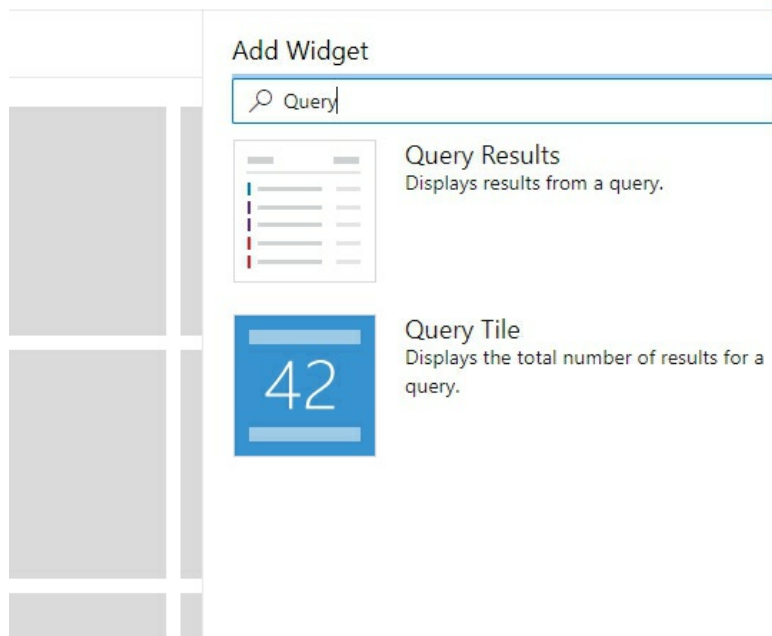 Add Widget
Query
Query Results
Displays results from a query.
Query Tile
Displays the total number of results for a
query.
42